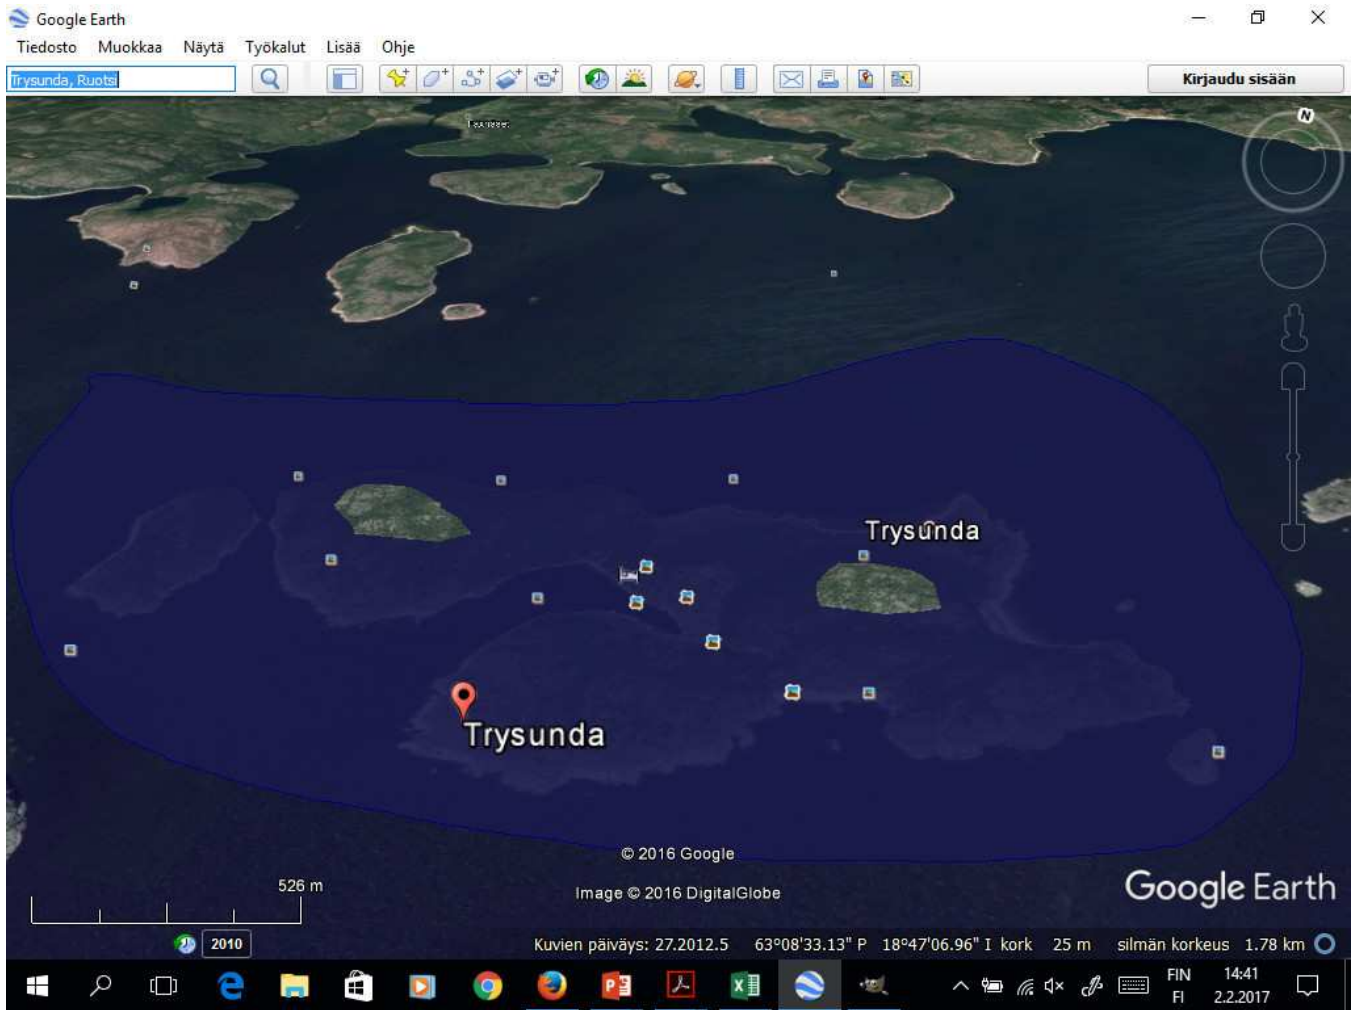 Google Earth
Tiedosto Muokkaa Näytä Työkalut Lisää Ohje
Trysunda, Ruotsi
Kirjaudu sisään
N
Trysunda
Trysunda
© 2016 Google
526 m
Image © 2016 DigitalGlobe
Google Earth
2010
Kuvien päiväys: 27.2012.5 63°08'33.13" P 18°47'06.96" I kork 25 m silmän korkeus 1.78 km
FIN
FI
14:41
2.2.2017